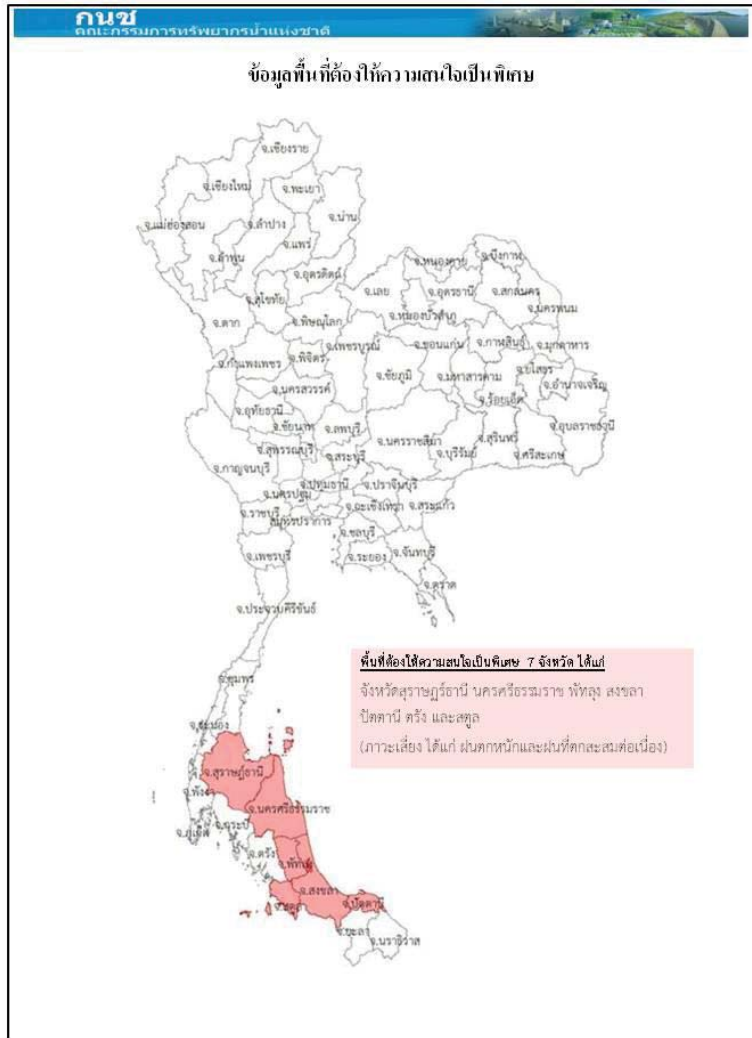 กนช
คณะกรรมการทรัพยากรน้ำแห่งชาติ
ข้อมูลพื้นที่ต้องให้ความสนใจเป็นพิเศษ
จ.เชียงราย
จ.เชียงใหม่
จ.พะเยา
จ.น่าน
จ.แม่ฮ่องสอน
จ.ลำปาง
จ.แพร่
จ.ลำพูน
จ.อุตรดิตถ์
จ.หนองคาย
จ.บึงกาฬ
จ.เลย
จ.อุดรธานี
จ.สกลนคร
จ.สุโขทัย
จ.นครพนม
จ.ตาก
จ.พิษณุโลก
จ.หนองบัวลำภู
จ.เพชรบูรณ์
จ.ขอนแก่น
จ.กาฬสินธุ์
จ.มุกดาหาร
จ.กำแพงเพชร
จ.พิจิตร
จ.ชัยภูมิ
จ.มหาสารคาม
จ.ยโสธร
จ.อำนาจเจริญ
จ.นครสวรรค์
จ.ร้อยเอ็ด
จ.อุทัยธานี
จ.ชัยนาท
จ.ลพบุรี
จ.นครราชสีมา
จ.สุรินทร์
จ.อุบลราชธานี
จ.สุพรรณบุรี
จ.สระบุรี
จ.บุรีรัมย์
จ.ศรีสะเกษ
จ.กาญจนบุรี
จ.ปทุมธานี
จ.ปราจีนบุรี
จ.นครปฐม
จ.ฉะเชิงเทรา
จ.สระแก้ว
จ.ราชบุรี
สมุทรปราการ
จ.ชลบุรี
จ.เพชรบุรี
จ.ระยอง
จ.จันทบุรี
จ.ตราด
จ.ประจวบคีรีขันธ์
พื้นที่ต้องให้ความสนใจเป็นพิเศษ 7 จังหวัด ได้แก่
จังหวัดสุราษฎร์ธานี นครศรีธรรมราช พัทลุง สงขลา
ปัตตานี ตรัง และสตูล
(ภาวะเสี่ยง ได้แก่ ฝนตกหนักและฝนที่ตกสะสมต่อเนื่อง)
จ.ชุมพร
จ.ระนอง
จ.สุราษฎร์ธานี
จ.พังงา
จ.นครศรีธรรมราช
จ.กระบี่
จ.ภูเก็ต
จ.ตรัง
จ.พัทลุง
จ.สงขลา
จ.สตูล
จ.ปัตตานี
จ.ยะลา
จ.นราธิวาส